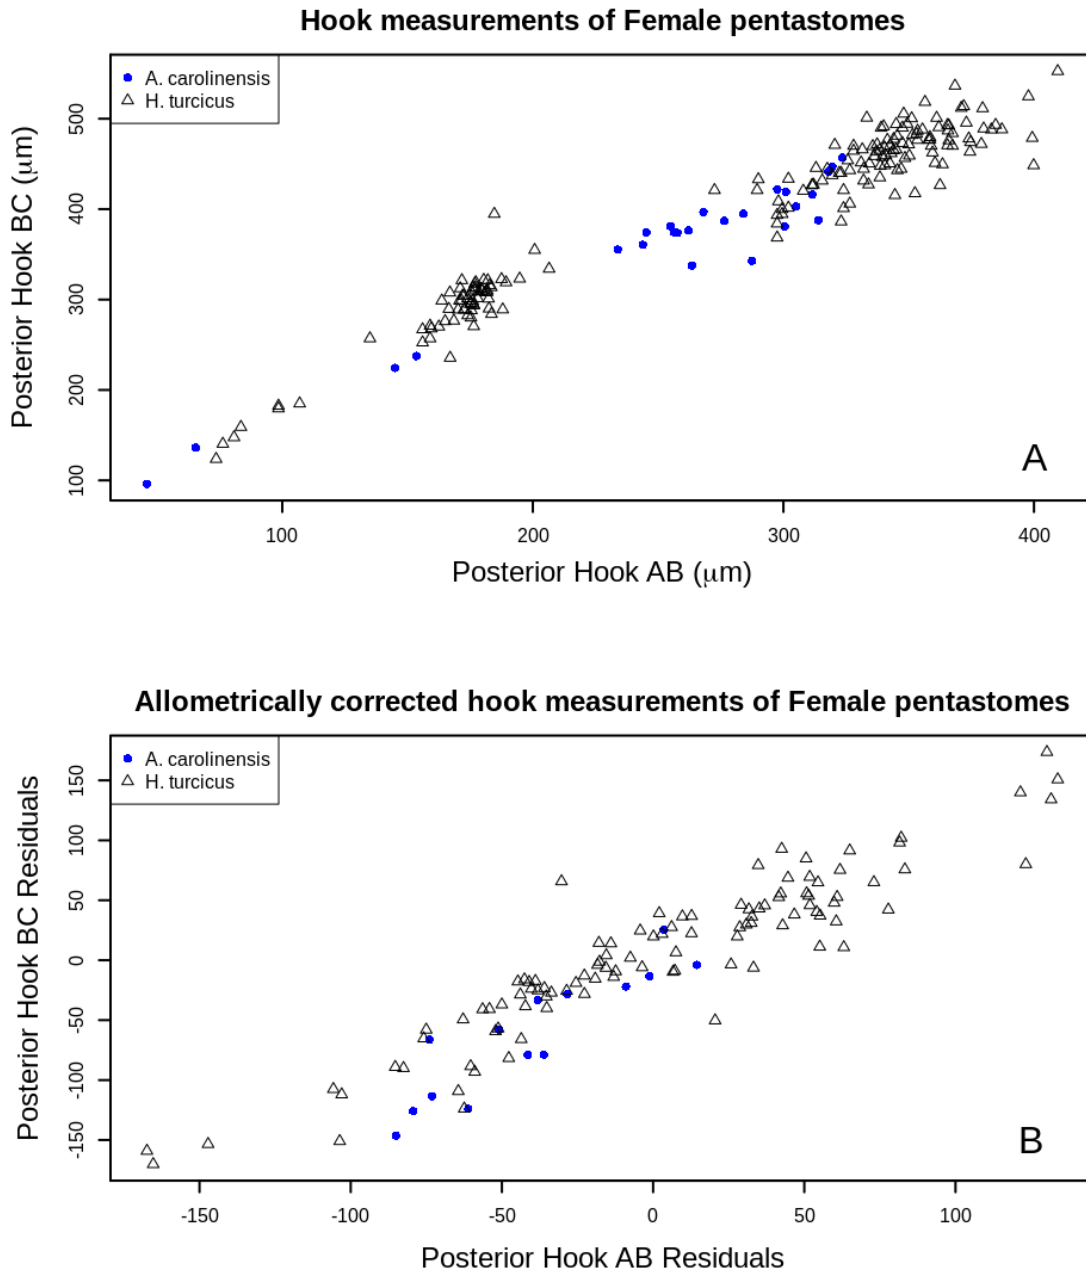 Hook measurements of Female pentastomes
A. carolinensis
H. turcicus
Posterior Hook BC (μm)
500
400
300
200
100
A
100 200 300 400
Posterior Hook AB (μm)
Allometrically corrected hook measurements of Female pentastomes
A. carolinensis
H. turcicus
Posterior Hook BC Residuals
150
100
50
0
-50
-100
-150
B
-150 -100 -50 0 50 100
Posterior Hook AB Residuals